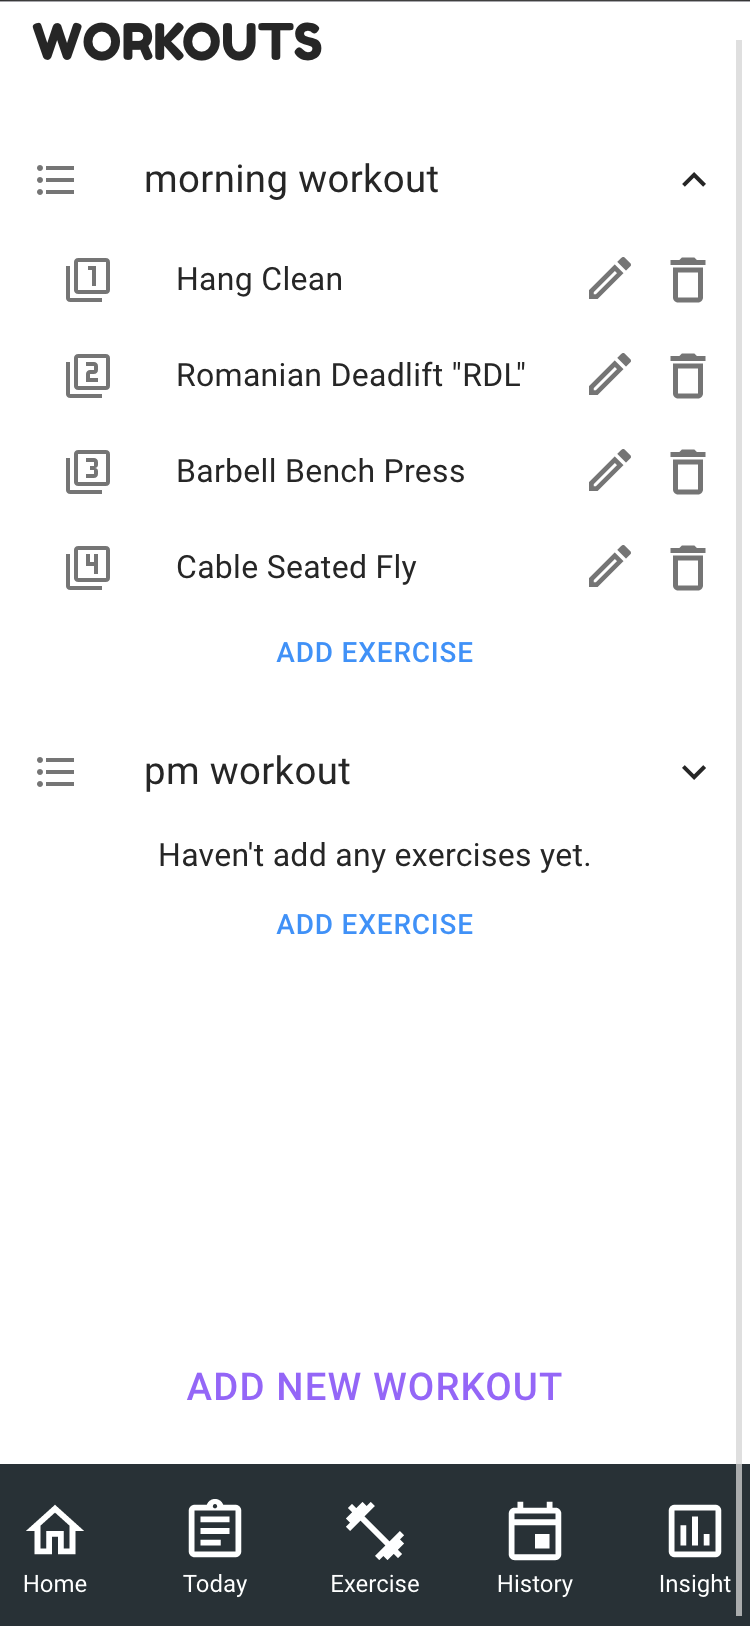 WORKOUTS
morning workout
1 Hang Clean
2 Romanian Deadlift "RDL"
3 Barbell Bench Press
4 Cable Seated Fly
ADD EXERCISE
pm workout
Haven't add any exercises yet.
ADD EXERCISE
ADD NEW WORKOUT
Home Today Exercise History Insight